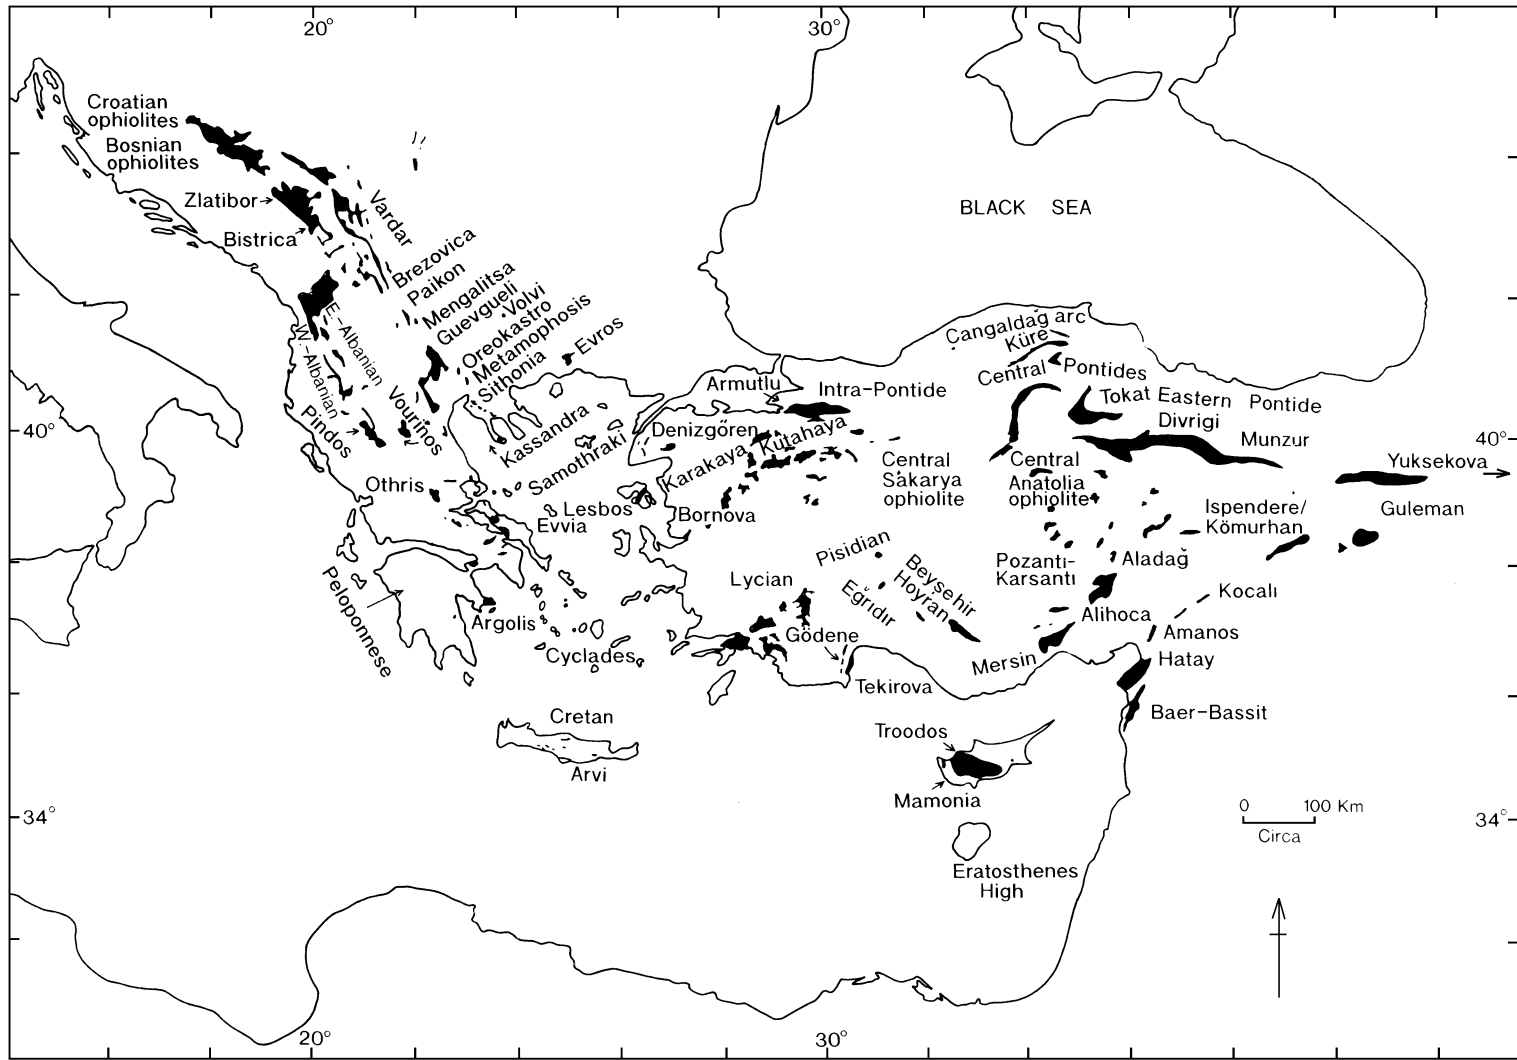 20°
30°
Croatian
ophiolites
Bosnian
ophiolites
Zlatibor
Bistrica
Vardar
Brezovica
Paikon
Mengalitsa
Guevgueli
Volvi
Oreokastro
Metamophosis
Sithonia
Evros
E.-Albanian
W.-Albanian
Pindos
Vourinos
Kassandra
Samothraki
Othris
Lesbos
Evvia
Peloponnese
Argolis
Cyclades
Cretan
Arvi
BLACK SEA
Cangaldağ arc
Küre
Central Pontides
Armutlu
Intra-Pontide
Tokat Eastern Pontide
Divrigi
Munzur
Denizgören
Karakaya
Kütahaya
Bornova
Central
Sakarya
ophiolite
Central
Anatolia
ophiolite
Yuksekova
Guleman
Ispendere/
Kömurhan
Pisidian
Beyşehir
Hoyran
Eğrıdır
Lycian
Gödene
Tekirova
Pozantı-
Karsantı
Aladağ
Kocalı
Alihoca
Amanos
Mersin
Hatay
Baer-Bassit
Troodos
Mamonia
Eratosthenes
High
40°
40°
34°
34°
0 100 Km
Circa
20°
30°